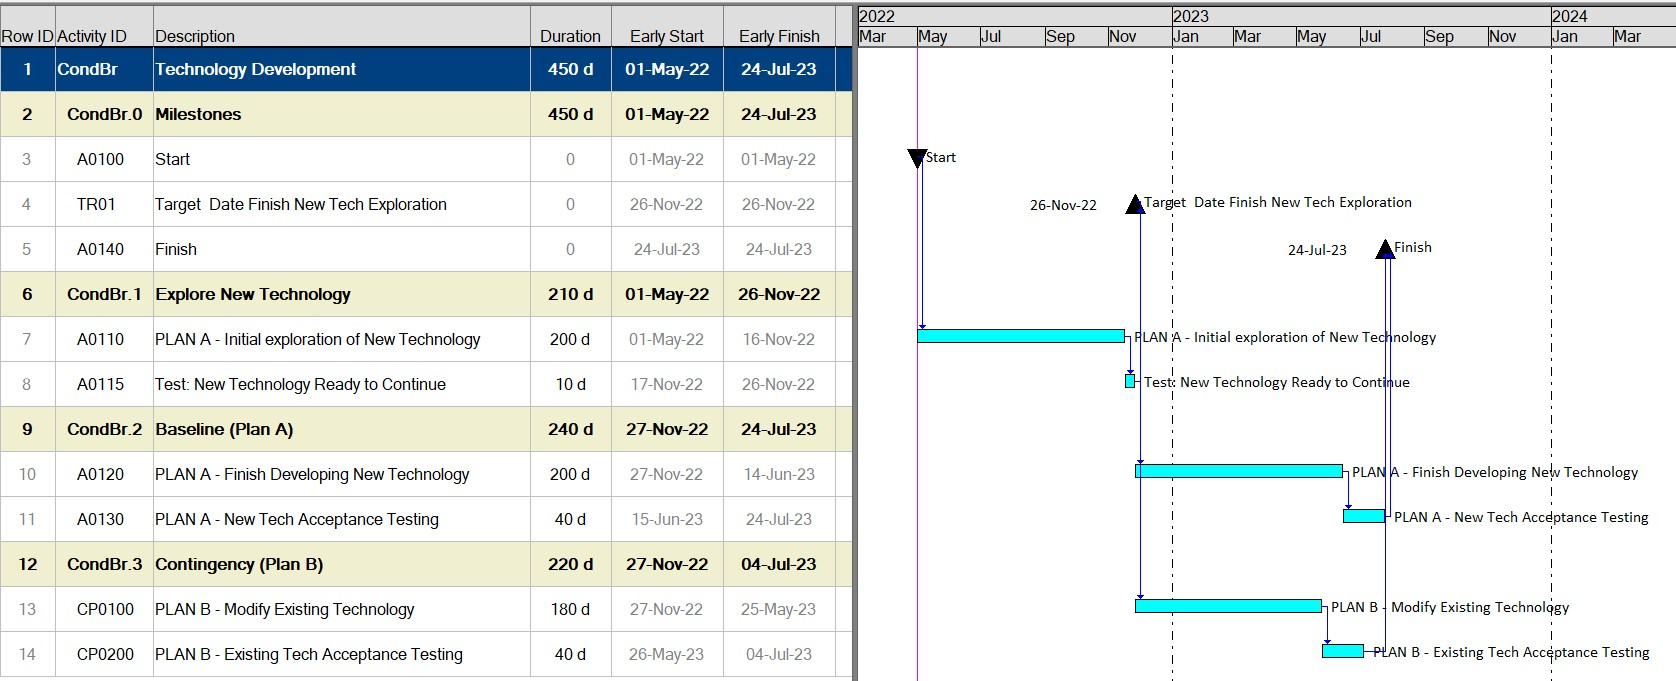 2022 2023 2024
Row ID Activity ID Description Duration Early Start Early Finish Mar May Jul Sep Nov Jan Mar May Jul Sep Nov Jan Mar
1 CondBr Technology Development 450 d 01-May-22 24-Jul-23
2 CondBr.0 Milestones 450 d 01-May-22 24-Jul-23
3 A0100 Start 0 01-May-22 01-May-22 Start
4 TR01 Target  Date Finish New Tech Exploration 0 26-Nov-22 26-Nov-22 26-Nov-22 Target  Date Finish New Tech Exploration
5 A0140 Finish 0 24-Jul-23 24-Jul-23 24-Jul-23 Finish
6 CondBr.1 Explore New Technology 210 d 01-May-22 26-Nov-22
7 A0110 PLAN A - Initial exploration of New Technology 200 d 01-May-22 16-Nov-22 PLAN A - Initial exploration of New Technology
8 A0115 Test: New Technology Ready to Continue 10 d 17-Nov-22 26-Nov-22 Test: New Technology Ready to Continue
9 CondBr.2 Baseline (Plan A) 240 d 27-Nov-22 24-Jul-23
10 A0120 PLAN A - Finish Developing New Technology 200 d 27-Nov-22 14-Jun-23 PLAN A - Finish Developing New Technology
11 A0130 PLAN A - New Tech Acceptance Testing 40 d 15-Jun-23 24-Jul-23 PLAN A - New Tech Acceptance Testing
12 CondBr.3 Contingency (Plan B) 220 d 27-Nov-22 04-Jul-23
13 CP0100 PLAN B - Modify Existing Technology 180 d 27-Nov-22 25-May-23 PLAN B - Modify Existing Technology
14 CP0200 PLAN B - Existing Tech Acceptance Testing 40 d 26-May-23 04-Jul-23 PLAN B - Existing Tech Acceptance Testing